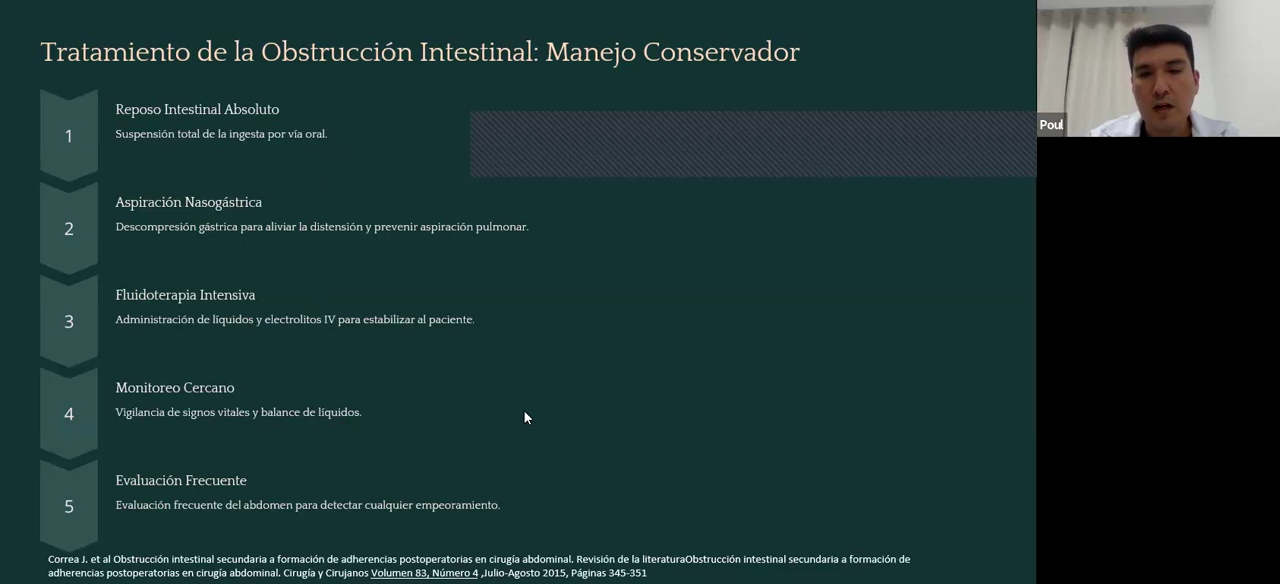 Tratamiento de la Obstrucción Intestinal: Manejo Conservador
1
Reposo Intestinal Absoluto
Suspensión total de la ingesta por vía oral.
Poul
2
Aspiración Nasogástrica
Descompresión gástrica para aliviar la distensión y prevenir aspiración pulmonar.
3
Fluidoterapia Intensiva
Administración de líquidos y electrolitos IV para estabilizar al paciente.
4
Monitoreo Cercano
Vigilancia de signos vitales y balance de líquidos.
5
Evaluación Frecuente
Evaluación frecuente del abdomen para detectar cualquier empeoramiento.
Correa J. et al Obstrucción intestinal secundaria a formación de adherencias postoperatorias en cirugía abdominal. Revisión de la literaturaObstrucción intestinal secundaria a formación de
adherencias postoperatorias en cirugía abdominal. Cirugía y Cirujanos Volumen 83, Número 4 ,Julio-Agosto 2015, Páginas 345-351